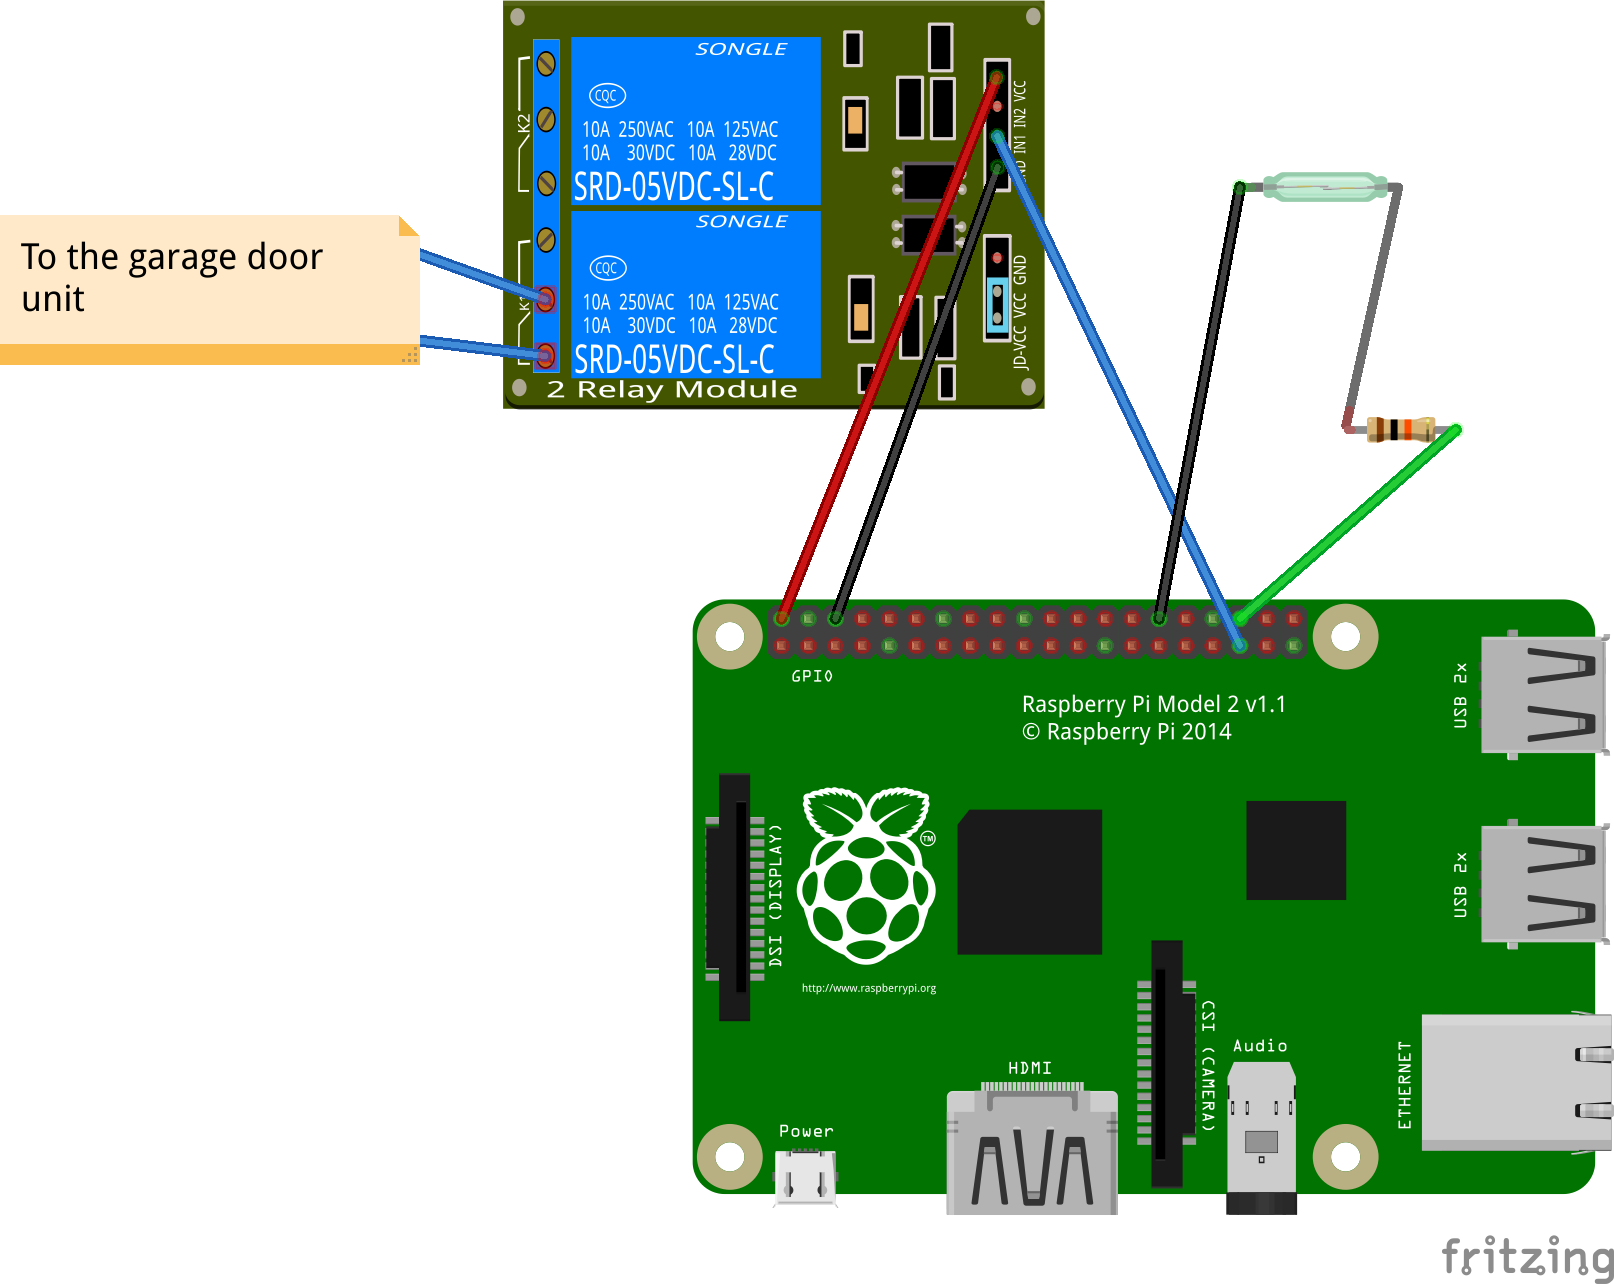 To the garage door
unit
K2
SONGLE
CQC
10A 250VAC 10A 125VAC
10A 30VDC 10A 28VDC
SRD-05VDC-SL-C
SONGLE
CQC
10A 250VAC 10A 125VAC
10A 30VDC 10A 28VDC
SRD-05VDC-SL-C
2 Relay Module
IN1 IN2 VCC
JD-VCC VCC GND
GPIO
Raspberry Pi Model 2 v1.1
© Raspberry Pi 2014
USB 2x
USB 2x
DSI (DISPLAY)
TM
http://www.raspberrypi.org
CSI (CAMERA)
ETHERNET
Audio
HDMI
Power
fritzing